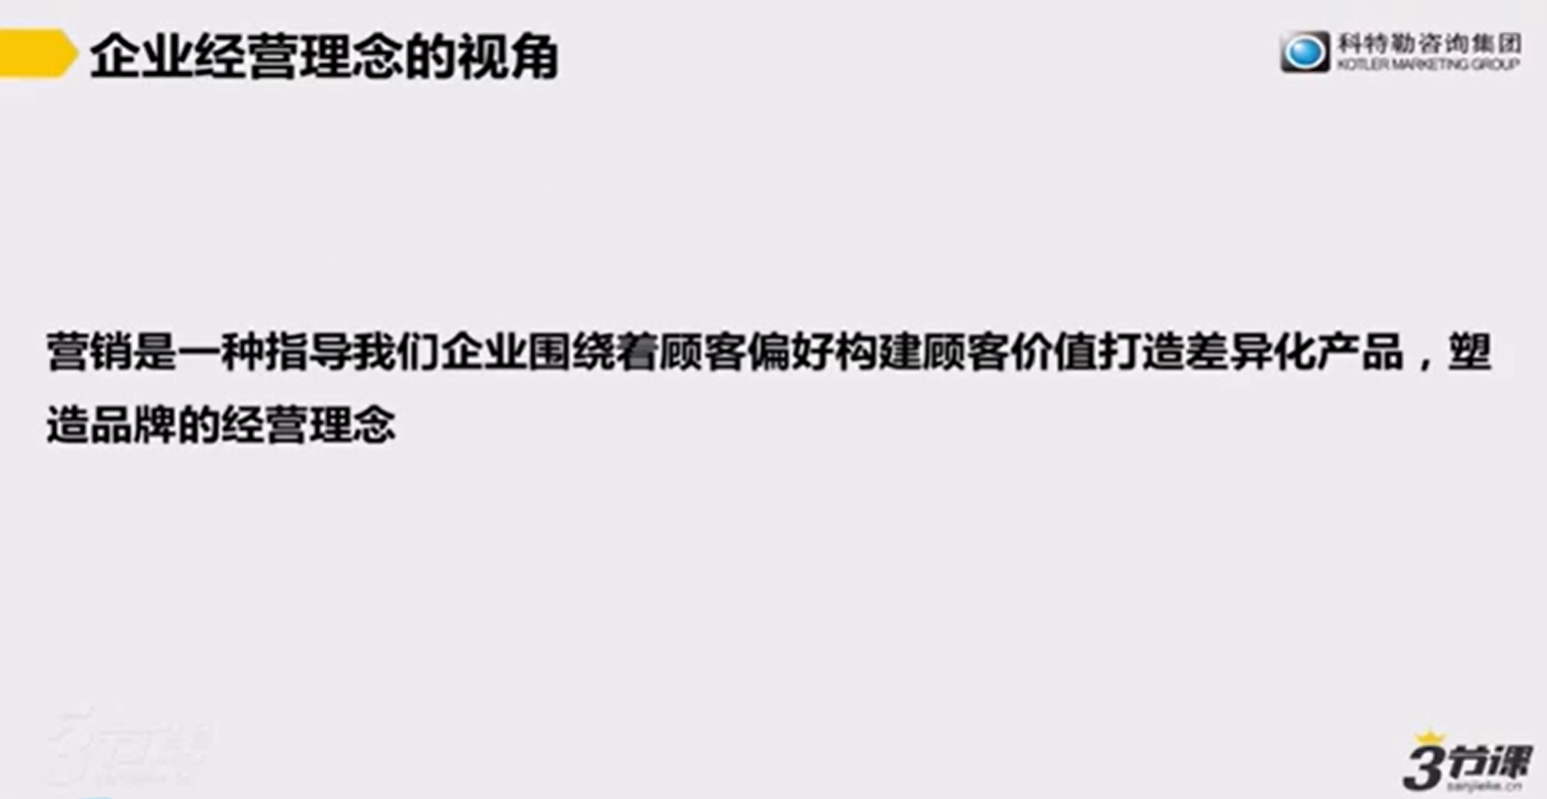 企业经营理念的视角
科特勒咨询集团
KOTLER MARKETING GROUP
营销是一种指导我们企业围绕着顾客偏好构建顾客价值打造差异化产品，塑
造品牌的经营理念
3节课
3节课
sanjieke.cn